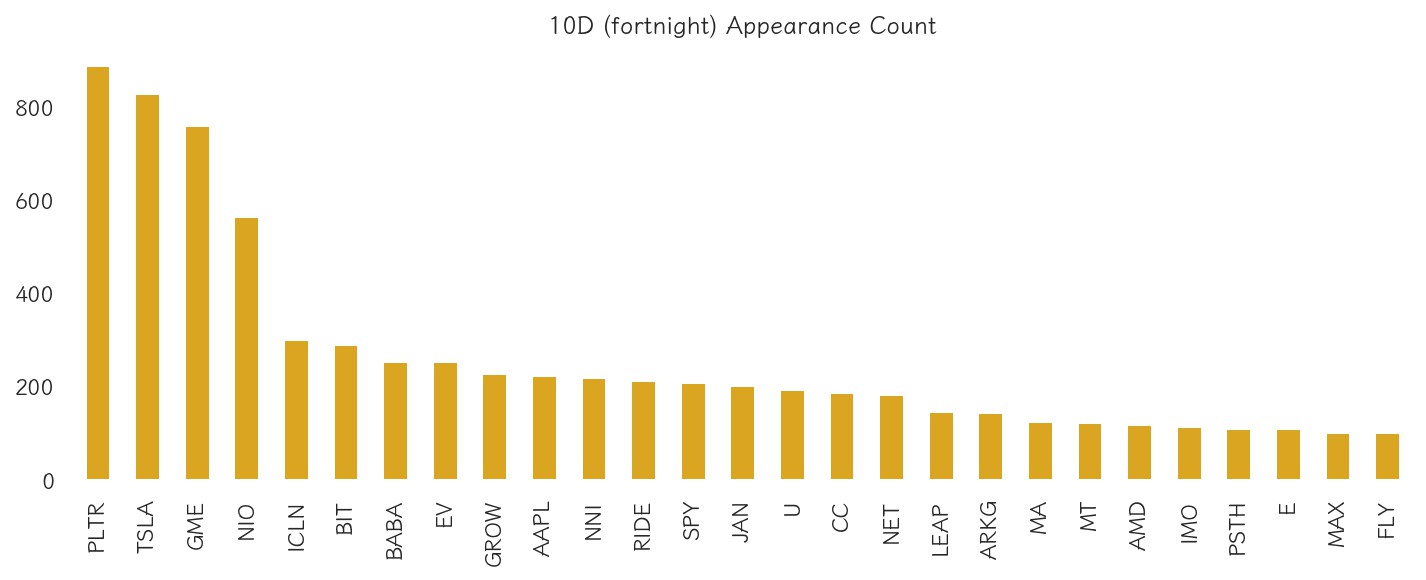 10D (fortnight) Appearance Count
800
600
400
200
0
PLTR
TSLA
GME
NIO
ICLN
BIT
BABA
EV
GROW
AAPL
NNI
RIDE
SPY
JAN
U
CC
NET
LEAP
ARKG
MA
MT
AMD
IMO
PSTH
E
MAX
FLY